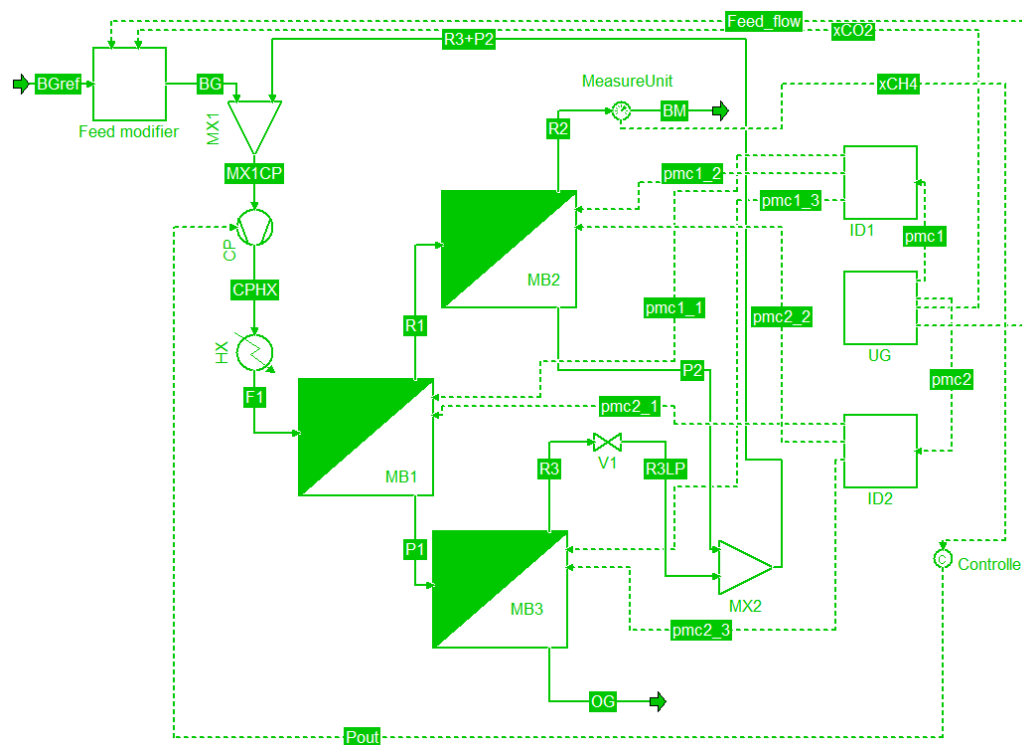 Feed_flow
xCO2
R3+P2
BGref
BG
Feed modifier
MX1
MeasureUnit
xCH4
R2
BM
MX1CP
pmc1_2
pmc1_3
ID1
pmc1
CP
MB2
CPHX
R1
pmc1_1
pmc2_2
UG
HX
F1
P2
pmc2
pmc2_1
MB1
R3
V1
R3LP
ID2
P1
MB3
MX2
C
Controlle
pmc2_3
OG
Pout